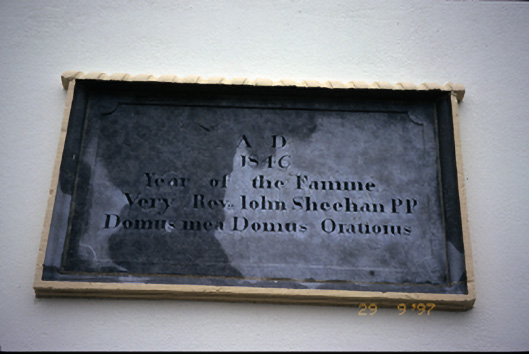 A D
1846
Year of the Famine
Very Rev. John Sheehan PP
Domus mea Domus Orationis
29 9 '97